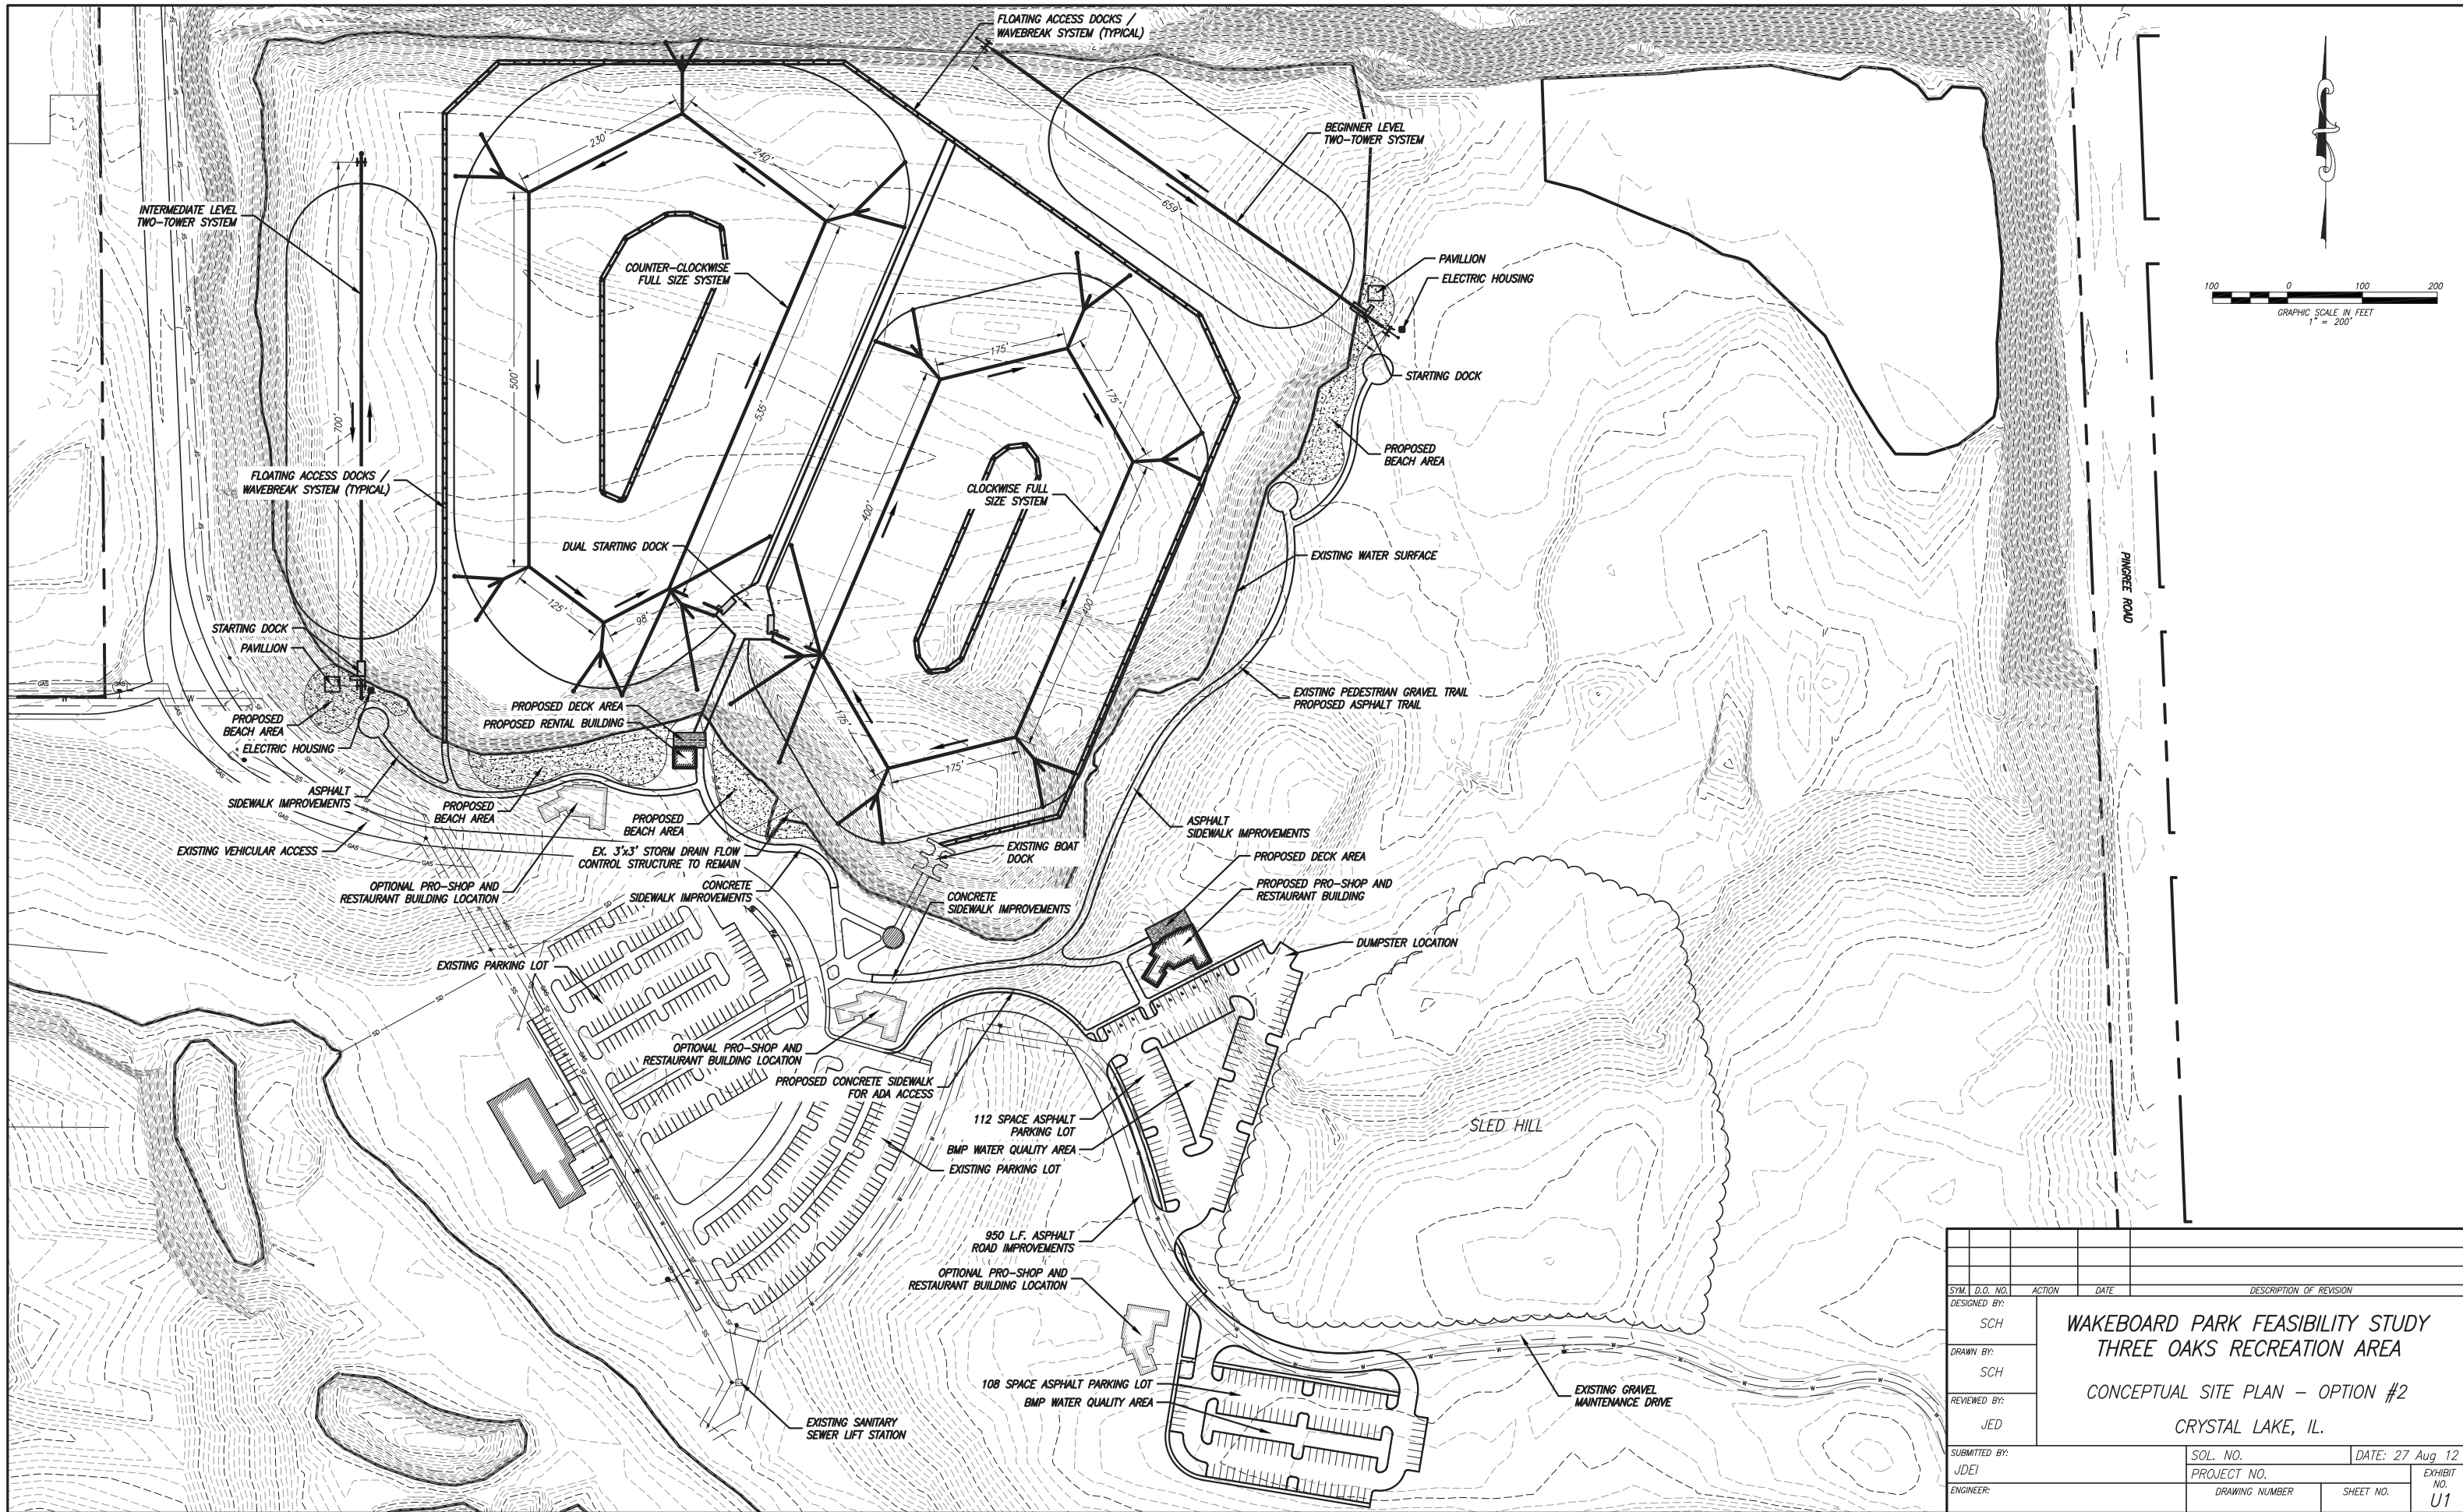 FLOATING ACCESS DOCKS /
WAVEBREAK SYSTEM (TYPICAL)
BEGINNER LEVEL
TWO-TOWER SYSTEM
230'
240'
659'
INTERMEDIATE LEVEL
TWO-TOWER SYSTEM
COUNTER-CLOCKWISE
FULL SIZE SYSTEM
PAVILLION
ELECTRIC HOUSING
100 0 100 200
GRAPHIC SCALE IN FEET
1" = 200'
175'
500'
STARTING DOCK
175'
700'
535'
PROPOSED
BEACH AREA
FLOATING ACCESS DOCKS /
WAVEBREAK SYSTEM (TYPICAL)
CLOCKWISE FULL
SIZE SYSTEM
400'
DUAL STARTING DOCK
EXISTING WATER SURFACE
PINGREE ROAD
125'
98'
400'
STARTING DOCK
PAVILLION
EXISTING PEDESTRIAN GRAVEL TRAIL
PROPOSED ASPHALT TRAIL
PROPOSED DECK AREA
PROPOSED RENTAL BUILDING
175'
PROPOSED
BEACH AREA
ELECTRIC HOUSING
175'
ASPHALT
SIDEWALK IMPROVEMENTS
PROPOSED
BEACH AREA
PROPOSED
BEACH AREA
ASPHALT
SIDEWALK IMPROVEMENTS
EXISTING VEHICULAR ACCESS
EX. 3'x3' STORM DRAIN FLOW
CONTROL STRUCTURE TO REMAIN
EXISTING BOAT
DOCK
PROPOSED DECK AREA
OPTIONAL PRO-SHOP AND
RESTAURANT BUILDING LOCATION
CONCRETE
SIDEWALK IMPROVEMENTS
CONCRETE
SIDEWALK IMPROVEMENTS
PROPOSED PRO-SHOP AND
RESTAURANT BUILDING
EXISTING PARKING LOT
DUMPSTER LOCATION
OPTIONAL PRO-SHOP AND
RESTAURANT BUILDING LOCATION
PROPOSED CONCRETE SIDEWALK
FOR ADA ACCESS
112 SPACE ASPHALT
PARKING LOT
BMP WATER QUALITY AREA
EXISTING PARKING LOT
SLED HILL
950 L.F. ASPHALT
ROAD IMPROVEMENTS
OPTIONAL PRO-SHOP AND
RESTAURANT BUILDING LOCATION
108 SPACE ASPHALT PARKING LOT
BMP WATER QUALITY AREA
EXISTING GRAVEL
MAINTENANCE DRIVE
EXISTING SANITARY
SEWER LIFT STATION
SYM. D.O. NO. ACTION DATE DESCRIPTION OF REVISION
DESIGNED BY:
SCH
DRAWN BY:
SCH
REVIEWED BY:
JED
SUBMITTED BY:
JDEI
ENGINEER:
WAKEBOARD PARK FEASIBILITY STUDY
THREE OAKS RECREATION AREA
CONCEPTUAL SITE PLAN - OPTION #2
CRYSTAL LAKE, IL.
SOL. NO. DATE: 27 Aug 12
PROJECT NO.
DRAWING NUMBER SHEET NO.
EXHIBIT
NO.
U1